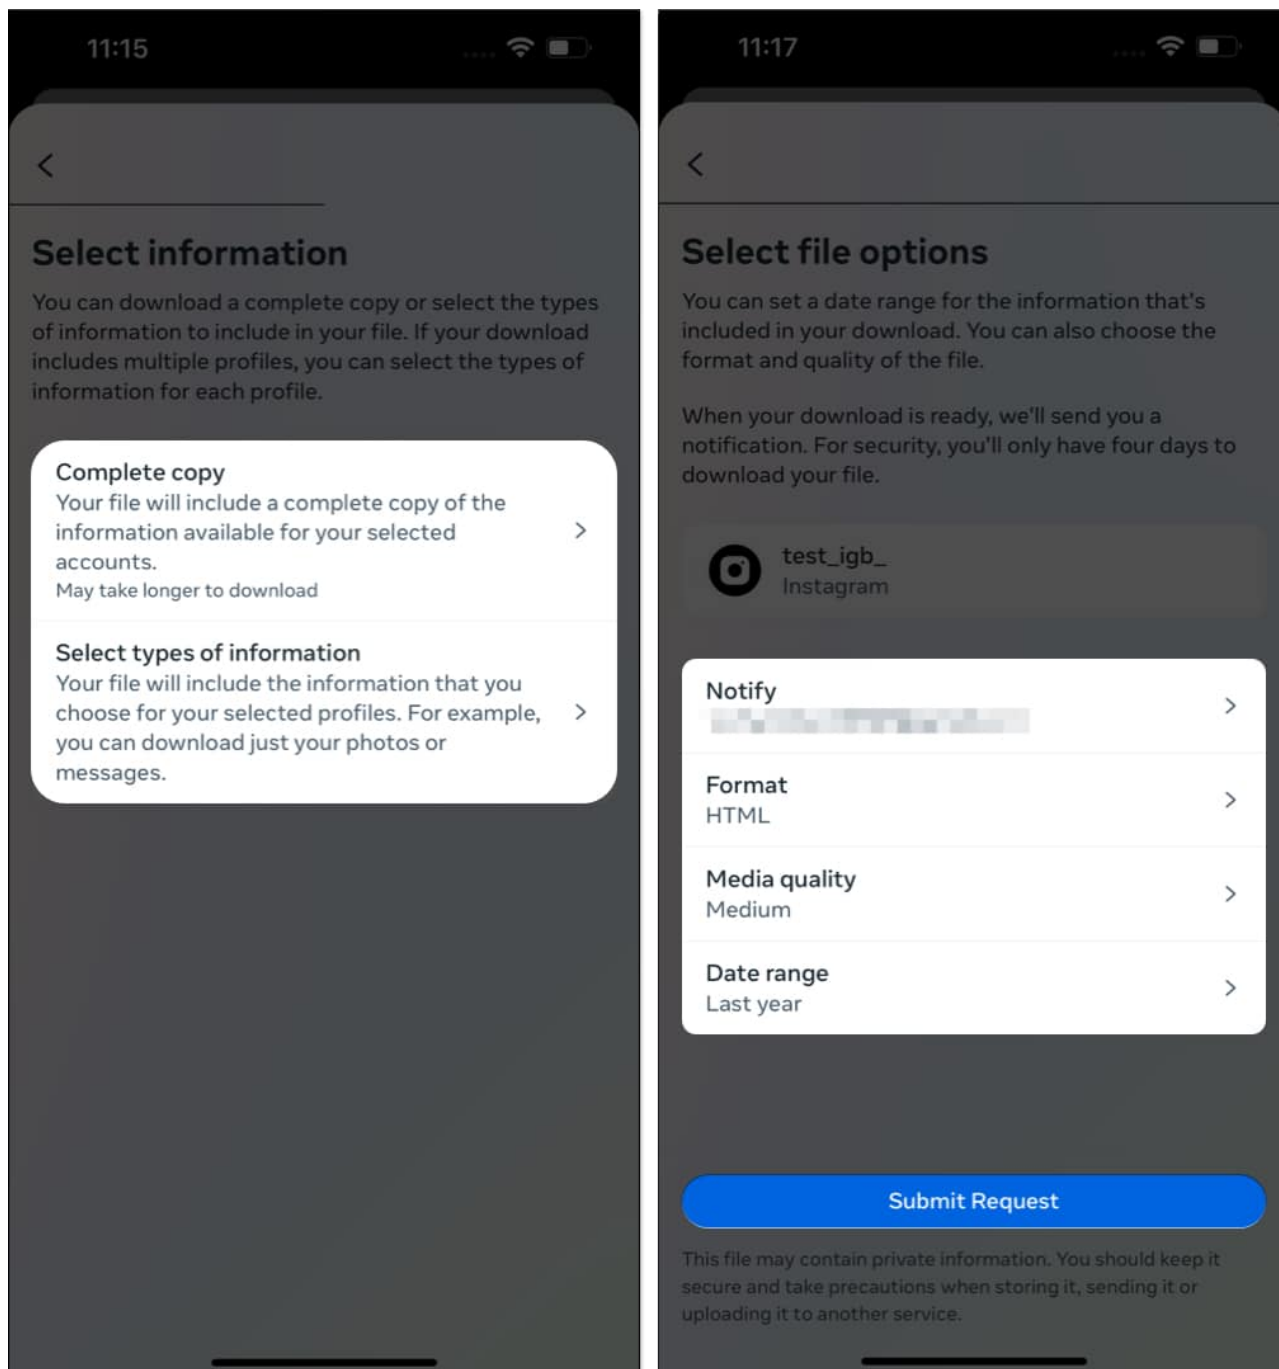 11:15
Select information
You can download a complete copy or select the types
of information to include in your file. If your download
includes multiple profiles, you can select the types of
information for each profile.
Complete copy
Your file will include a complete copy of the
information available for your selected
accounts.
May take longer to download
Select types of information
Your file will include the information that you
choose for your selected profiles. For example,
you can download just your photos or
messages.
11:17
Select file options
You can set a date range for the information that's
included in your download. You can also choose the
format and quality of the file.
When your download is ready, we'll send you a
notification. For security, you'll only have four days to
download your file.
test_igb_
Instagram
Notify
Format
HTML
Media quality
Medium
Date range
Last year
Submit Request
This file may contain private information. You should keep it
secure and take precautions when storing it, sending it or
uploading it to another service.